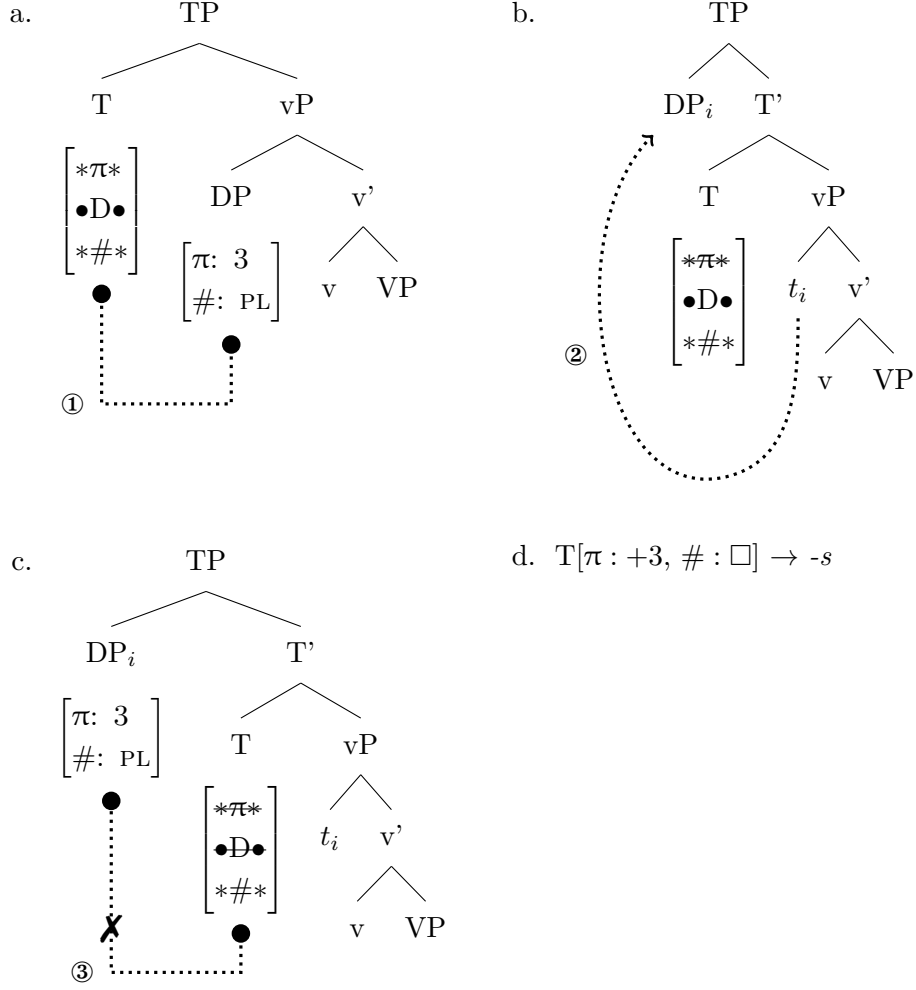 a. TP
T vP
*π*
•D•
*#*
DP v'
π: 3
#: PL
v VP
①
b. TP
DPᵢ T'
T vP
*π*
•D•
*#*
tᵢ v'
v VP
②
c. TP
DPᵢ T'
π: 3
#: PL
T vP
*π*
•D•
*#*
tᵢ v'
v VP
✗
③
d. T[π : +3, # : □] → -s